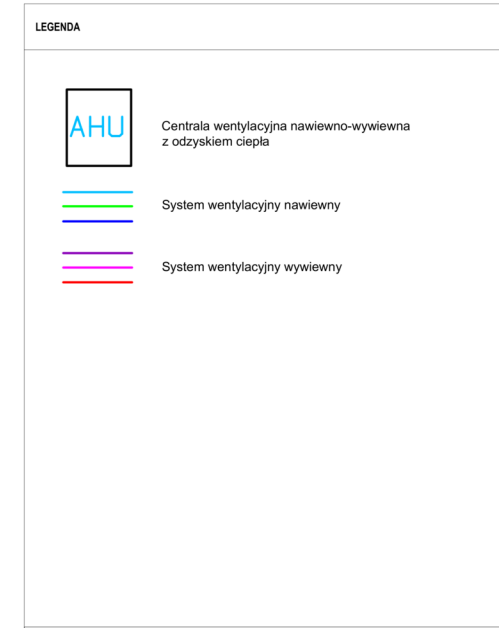 LEGENDA
AHU
Centrala wentylacyjna nawiewno-wywiewna
z odzyskiem ciepła
System wentylacyjny nawiewny
System wentylacyjny wywiewny